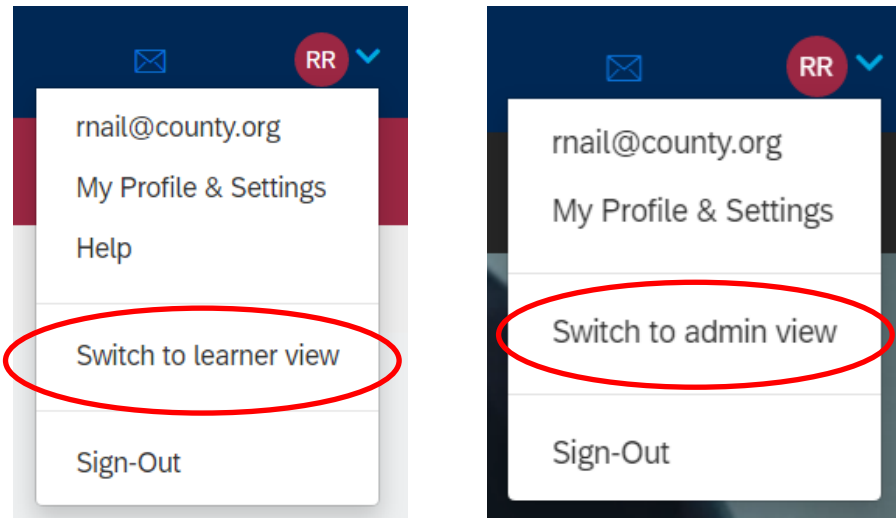 RR
rnail@county.org
My Profile & Settings
Help
Switch to learner view
Sign-Out
RR
rnail@county.org
My Profile & Settings
Switch to admin view
Sign-Out